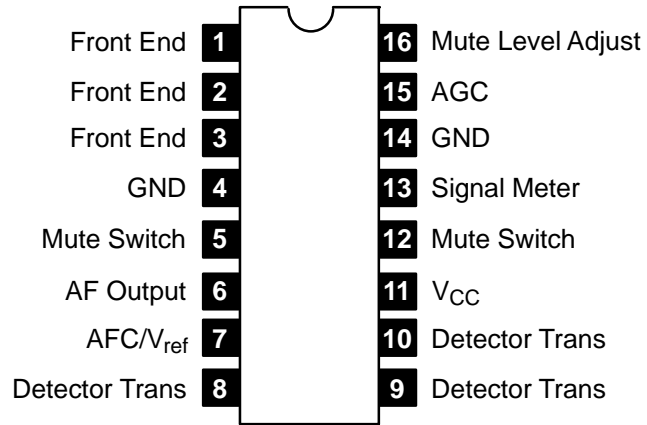 Front End 1 16 Mute Level Adjust
Front End 2 15 AGC
Front End 3 14 GND
GND 4 13 Signal Meter
Mute Switch 5 12 Mute Switch
AF Output 6 11 VCC
AFC/Vref 7 10 Detector Trans
Detector Trans 8 9 Detector Trans